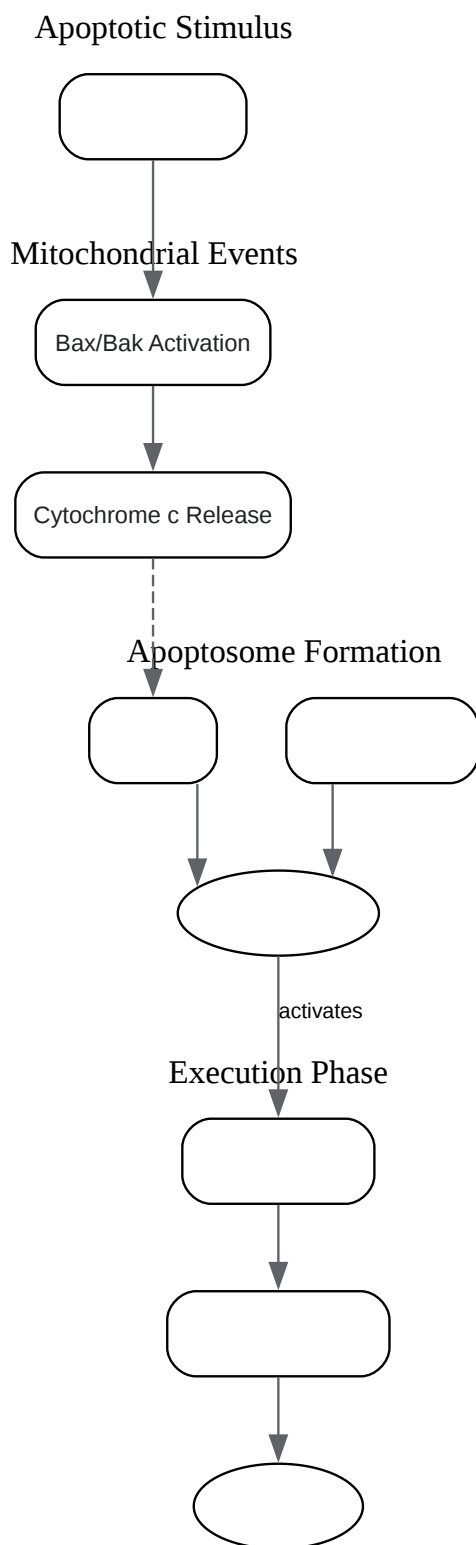 Apoptotic Stimulus
Mitochondrial Events
Bax/Bak Activation
Cytochrome c Release
Apoptosome Formation
activates
Execution Phase